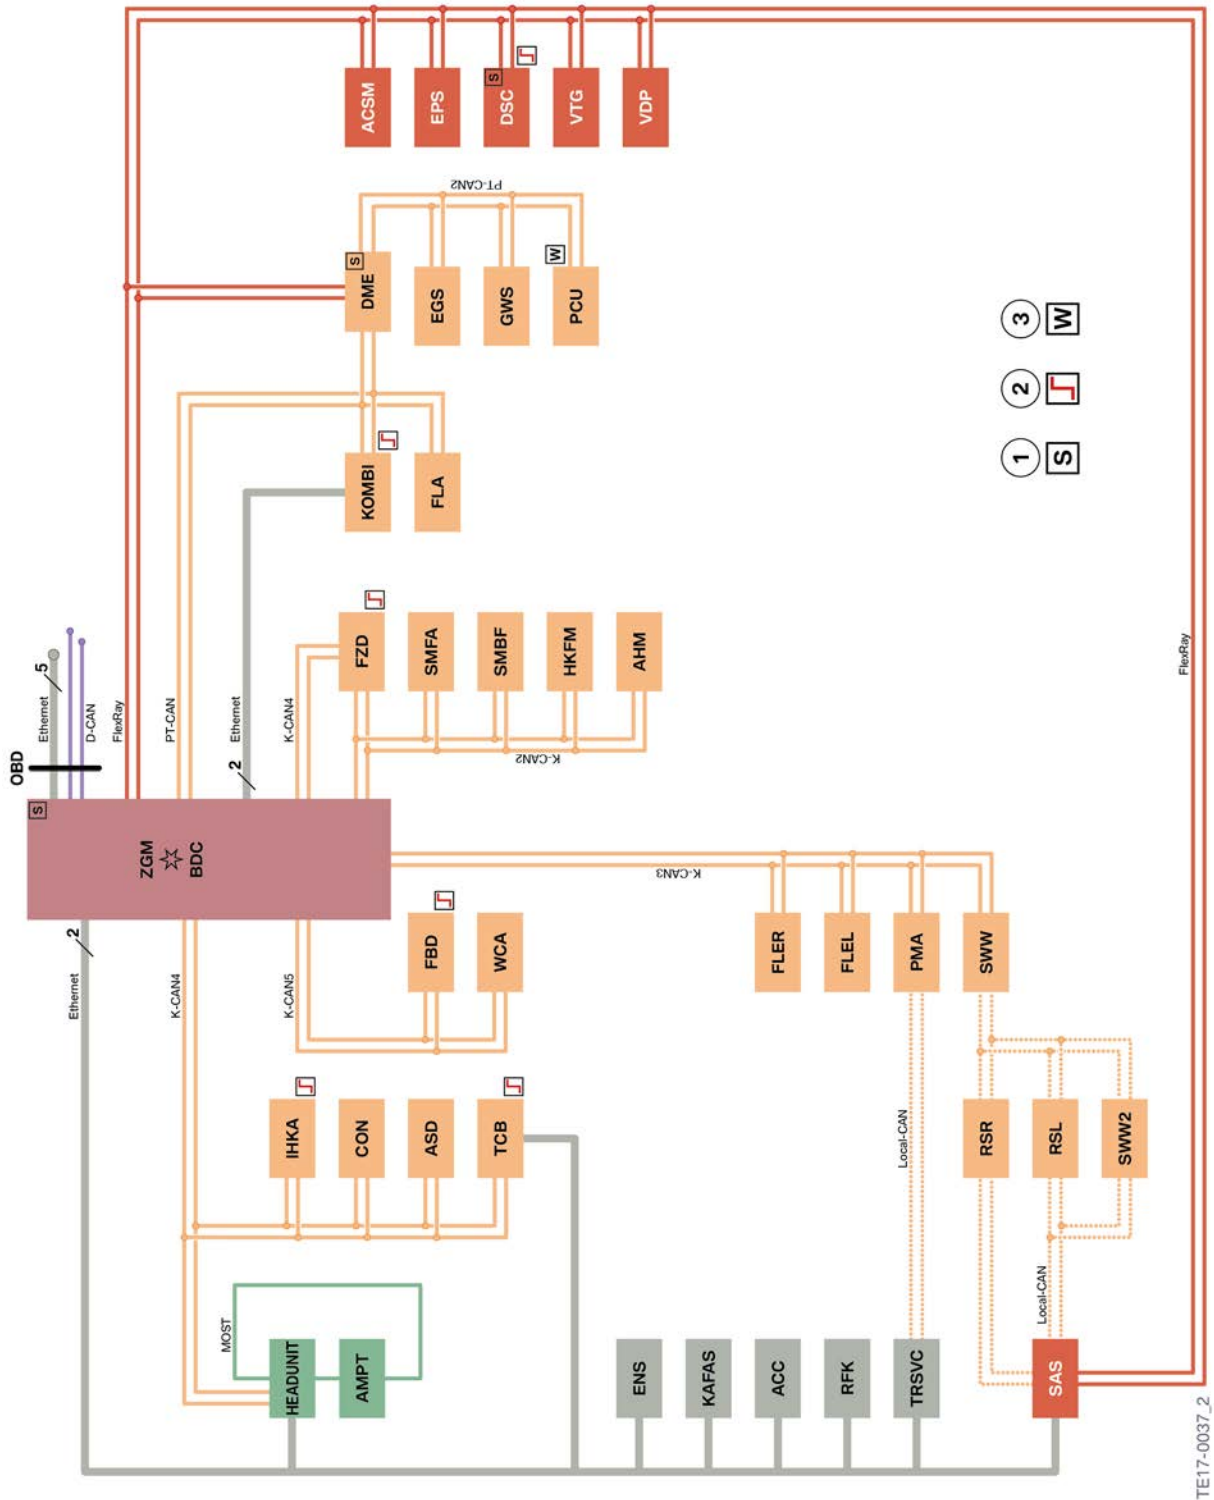 OBD
S
Ethernet 5
Ethernet 2
D-CAN
FlexRay
ZGM
K-CAN4 PT-CAN
BDC
MOST
Ethernet 2
HEADUNIT IHKA K-CAN5 K-CAN4
S
AMPT CON FZD KOMBI DME ACSM
ASD FBD SMFA FLA EGS EPS
PT-CAN2
S
TCB WCA SMBF GWS DSC
K-CAN2
W
HKFM PCU VTG
ENS AHM VDP
K-CAN3
KAFAS
ACC FLER
RFK FLEL
Local-CAN
TRSVC PMA
RSR SWW
1 2 3
Local-CAN
SAS RSL
S W
SWW2
FlexRay
TE17-0037_2